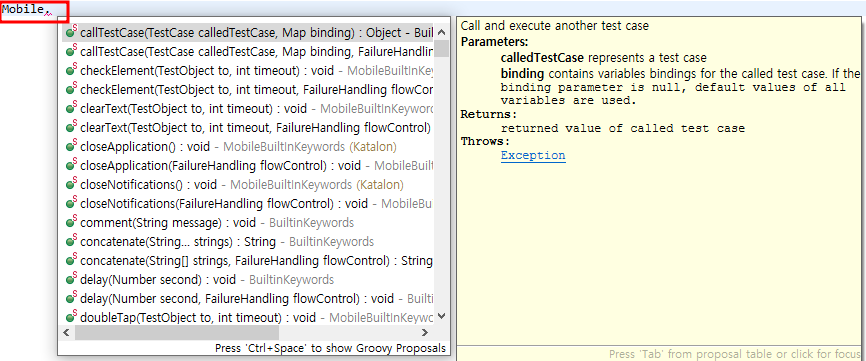 Mobile.
callTestCase(TestCase calledTestCase, Map binding) : Object - Buil
callTestCase(TestCase calledTestCase, Map binding, FailureHandling
checkElement(TestObject to, int timeout) : void - MobileBuiltInKeyw
checkElement(TestObject to, int timeout, FailureHandling flowContr
clearText(TestObject to, int timeout) : void - MobileBuiltInKeywords
clearText(TestObject to, int timeout, FailureHandling flowControl)
closeApplication() : void - MobileBuiltInKeywords (Katalon)
closeApplication(FailureHandling flowControl) : void - MobileBuiltIn
closeNotifications() : void - MobileBuiltInKeywords (Katalon)
closeNotifications(FailureHandling flowControl) : void - MobileBuilt
comment(String message) : void - BuiltinKeywords
concatenate(String... strings) : String - BuiltinKeywords
concatenate(String[] strings, FailureHandling flowControl) : String
delay(Number second) : void - BuiltinKeywords
delay(Number second, FailureHandling flowControl) : void - Builtin
doubleTap(TestObject to, int timeout) : void - MobileBuiltInKeywor
Press 'Ctrl+Space' to show Groovy Proposals
Call and execute another test case
Parameters:
calledTestCase represents a test case
binding contains variables bindings for the called test case. If the
binding parameter is null, default values of all
variables are used.
Returns:
returned value of called test case
Throws:
Exception
Press 'Tab' from proposal table or click for focus